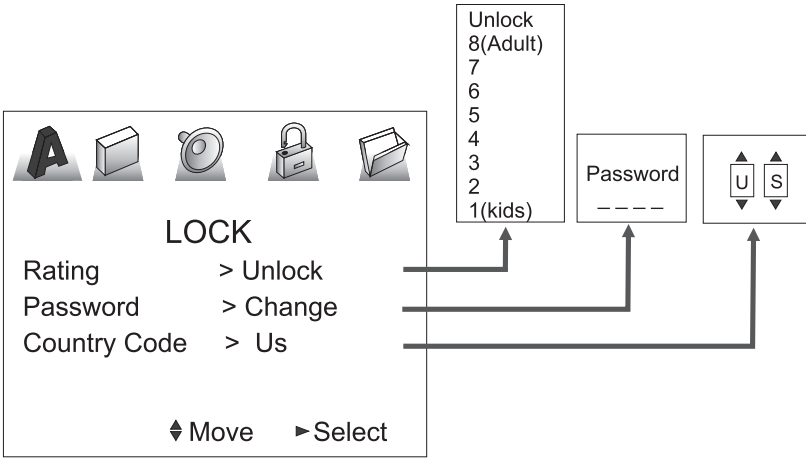 Unlock
8(Adult)
7
6
5
4
3
2
1(kids)
Password
_ _ _ _
U S
A
LOCK
Rating > Unlock
Password > Change
Country Code > Us
Move Select